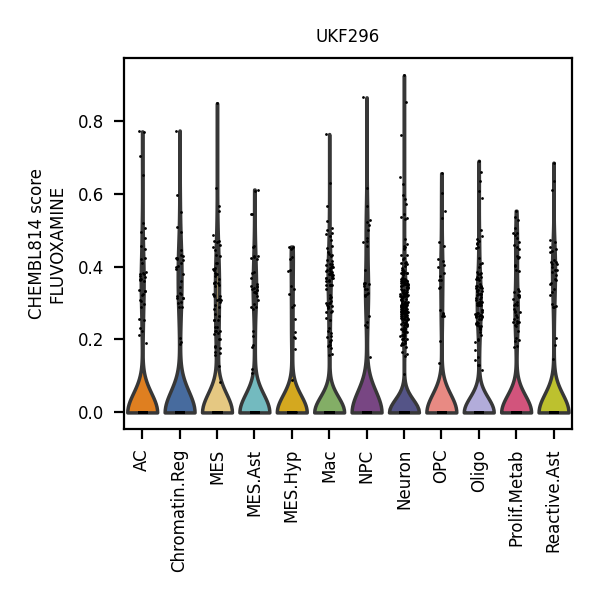 UKF296
CHEMBL814 score
FLUVOXAMINE
0.8
0.6
0.4
0.2
0.0
AC
Chromatin.Reg
MES
MES.Ast
MES.Hyp
Mac
NPC
Neuron
OPC
Oligo
Prolif.Metab
Reactive.Ast